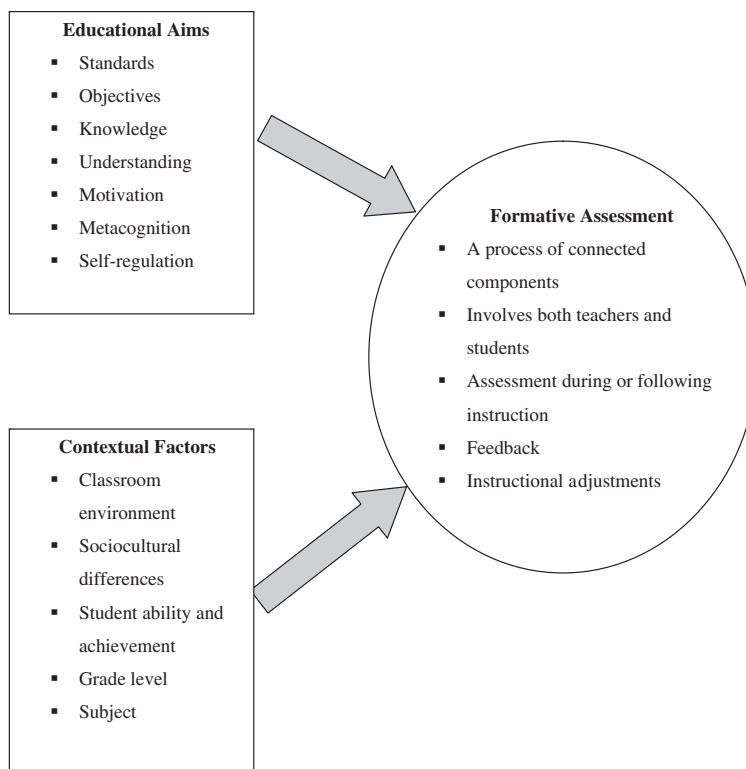 Educational Aims
▪ Standards
▪ Objectives
▪ Knowledge
▪ Understanding
▪ Motivation
▪ Metacognition
▪ Self-regulation
Contextual Factors
▪ Classroom
environment
▪ Sociocultural
differences
▪ Student ability and
achievement
▪ Grade level
▪ Subject
Formative Assessment
▪ A process of connected
components
▪ Involves both teachers and
students
▪ Assessment during or following
instruction
▪ Feedback
▪ Instructional adjustments